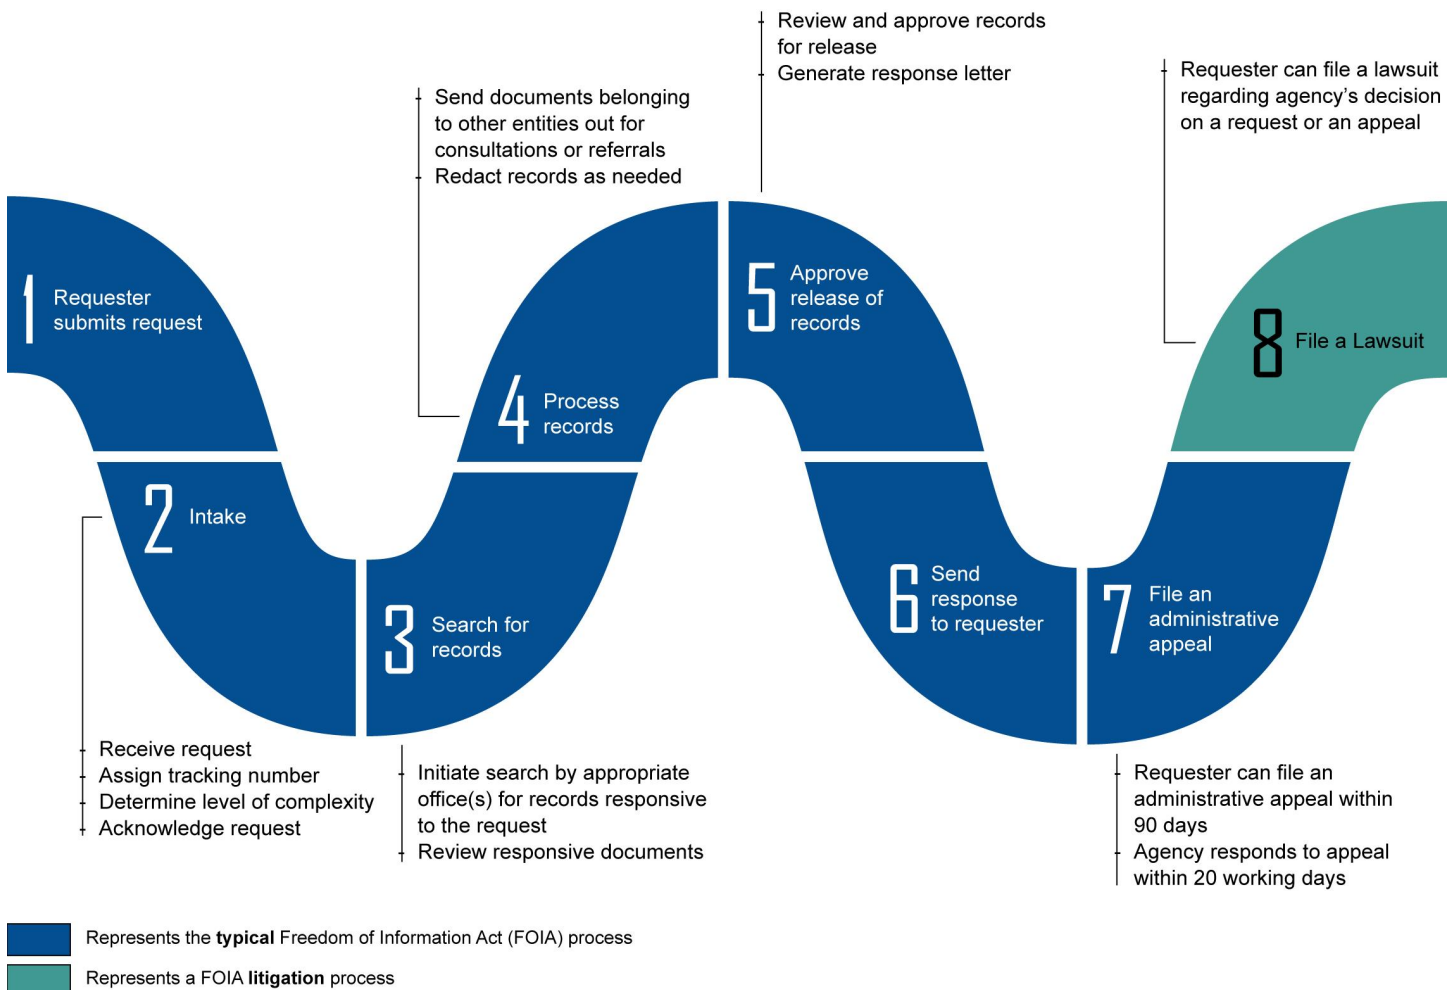 1 Requester
submits request
2 Intake
- Receive request
- Assign tracking number
- Determine level of complexity
- Acknowledge request
3 Search for
records
- Initiate search by appropriate
office(s) for records responsive
to the request
- Review responsive documents
4 Process
records
- Send documents belonging
to other entities out for
consultations or referrals
- Redact records as needed
5 Approve
release of
records
- Review and approve records
for release
- Generate response letter
6 Send
response
to requester
7 File an
administrative
appeal
- Requester can file an
administrative appeal within
90 days
- Agency responds to appeal
within 20 working days
8 File a Lawsuit
- Requester can file a lawsuit
regarding agency’s decision
on a request or an appeal
Represents the typical Freedom of Information Act (FOIA) process
Represents a FOIA litigation process